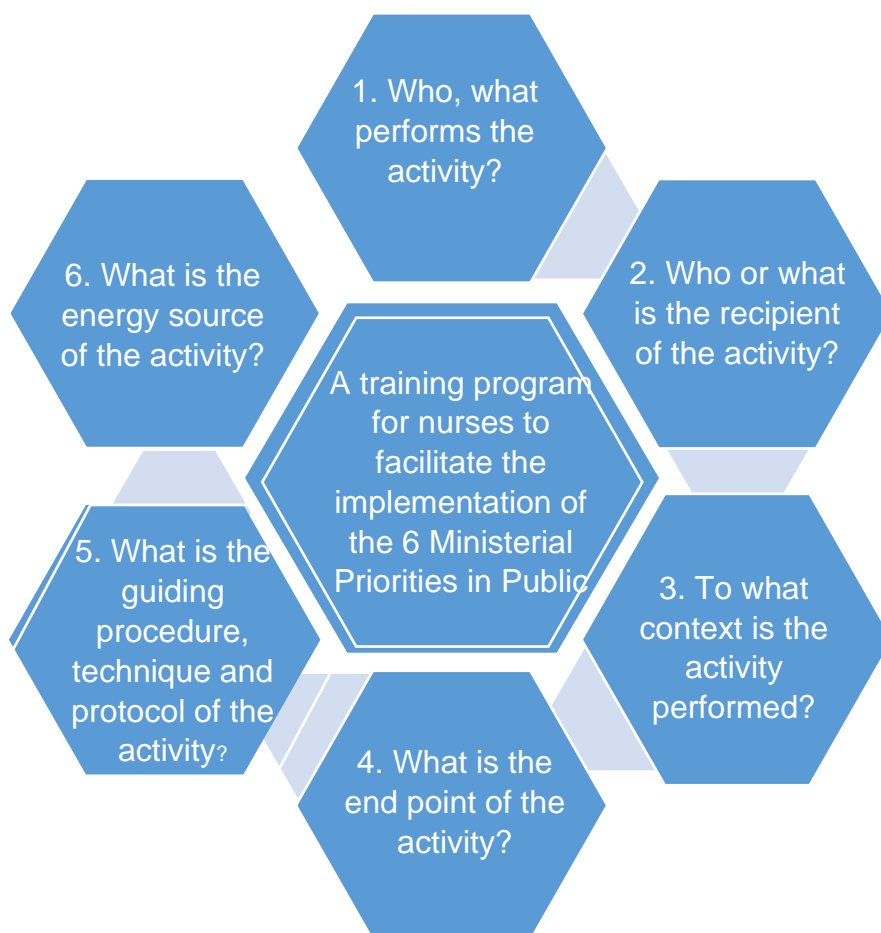 1. Who, what
performs the
activity?
2. Who or what
is the recipient
of the activity?
3. To what
context is the
activity
performed?
4. What is the
end point of the
activity?
5. What is the
guiding
procedure,
technique and
protocol of the
activity?
6. What is the
energy source
of the activity?
A training program
for nurses to
facilitate the
implementation of
the 6 Ministerial
Priorities in Public